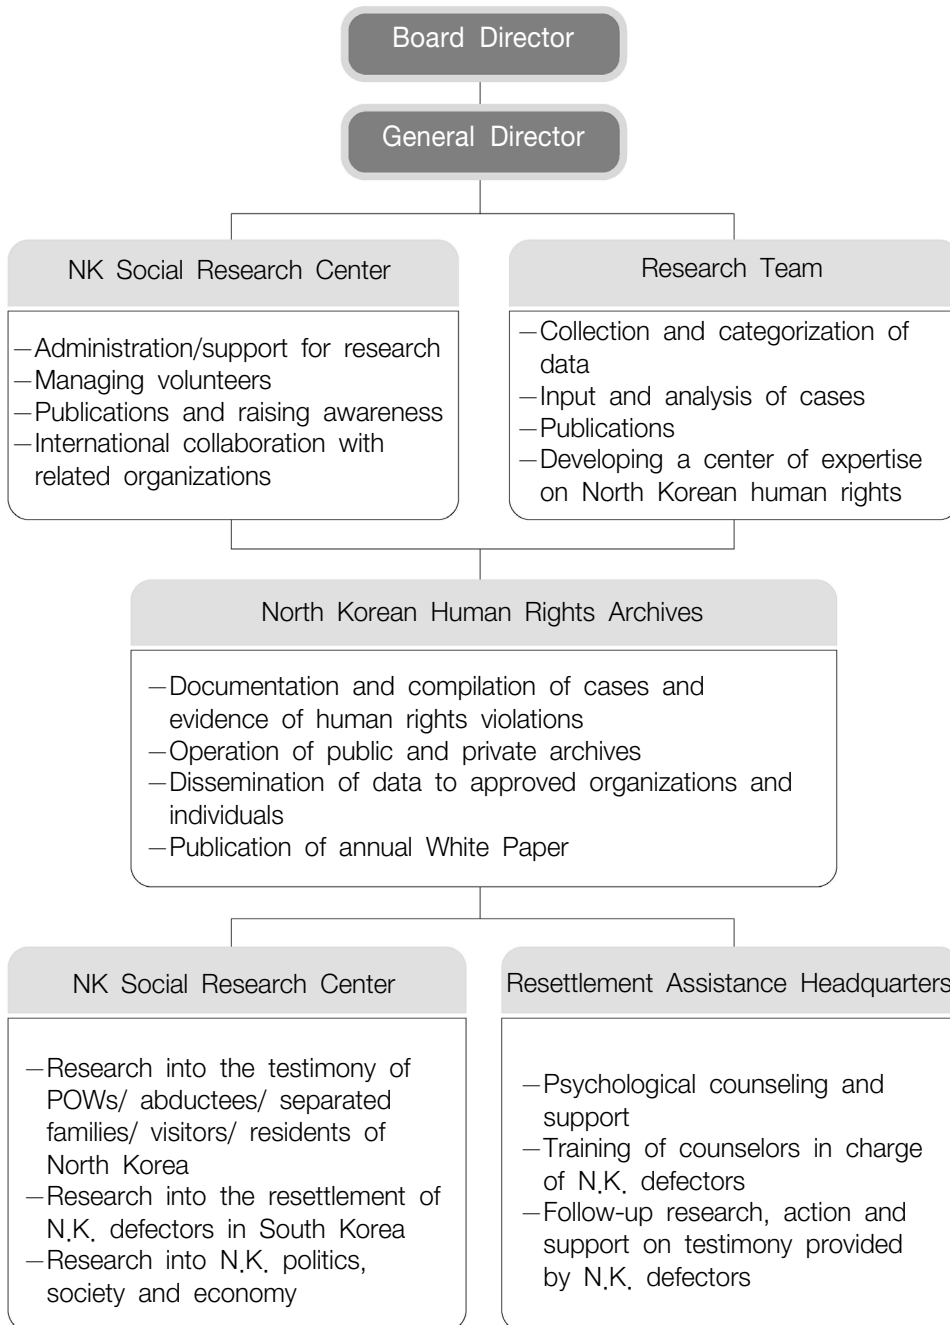 Board Director
General Director
NK Social Research Center
—Administration/support for research
—Managing volunteers
—Publications and raising awareness
—International collaboration with
related organizations
Research Team
—Collection and categorization of
data
—Input and analysis of cases
—Publications
—Developing a center of expertise
on North Korean human rights
North Korean Human Rights Archives
—Documentation and compilation of cases and
evidence of human rights violations
—Operation of public and private archives
—Dissemination of data to approved organizations and
individuals
—Publication of annual White Paper
NK Social Research Center
—Research into the testimony of
POWs/ abductees/ separated
families/ visitors/ residents of
North Korea
—Research into the resettlement of
N.K. defectors in South Korea
—Research into N.K. politics,
society and economy
Resettlement Assistance Headquarters
—Psychological counseling and
support
—Training of counselors in charge
of N.K. defectors
—Follow-up research, action and
support on testimony provided
by N.K. defectors